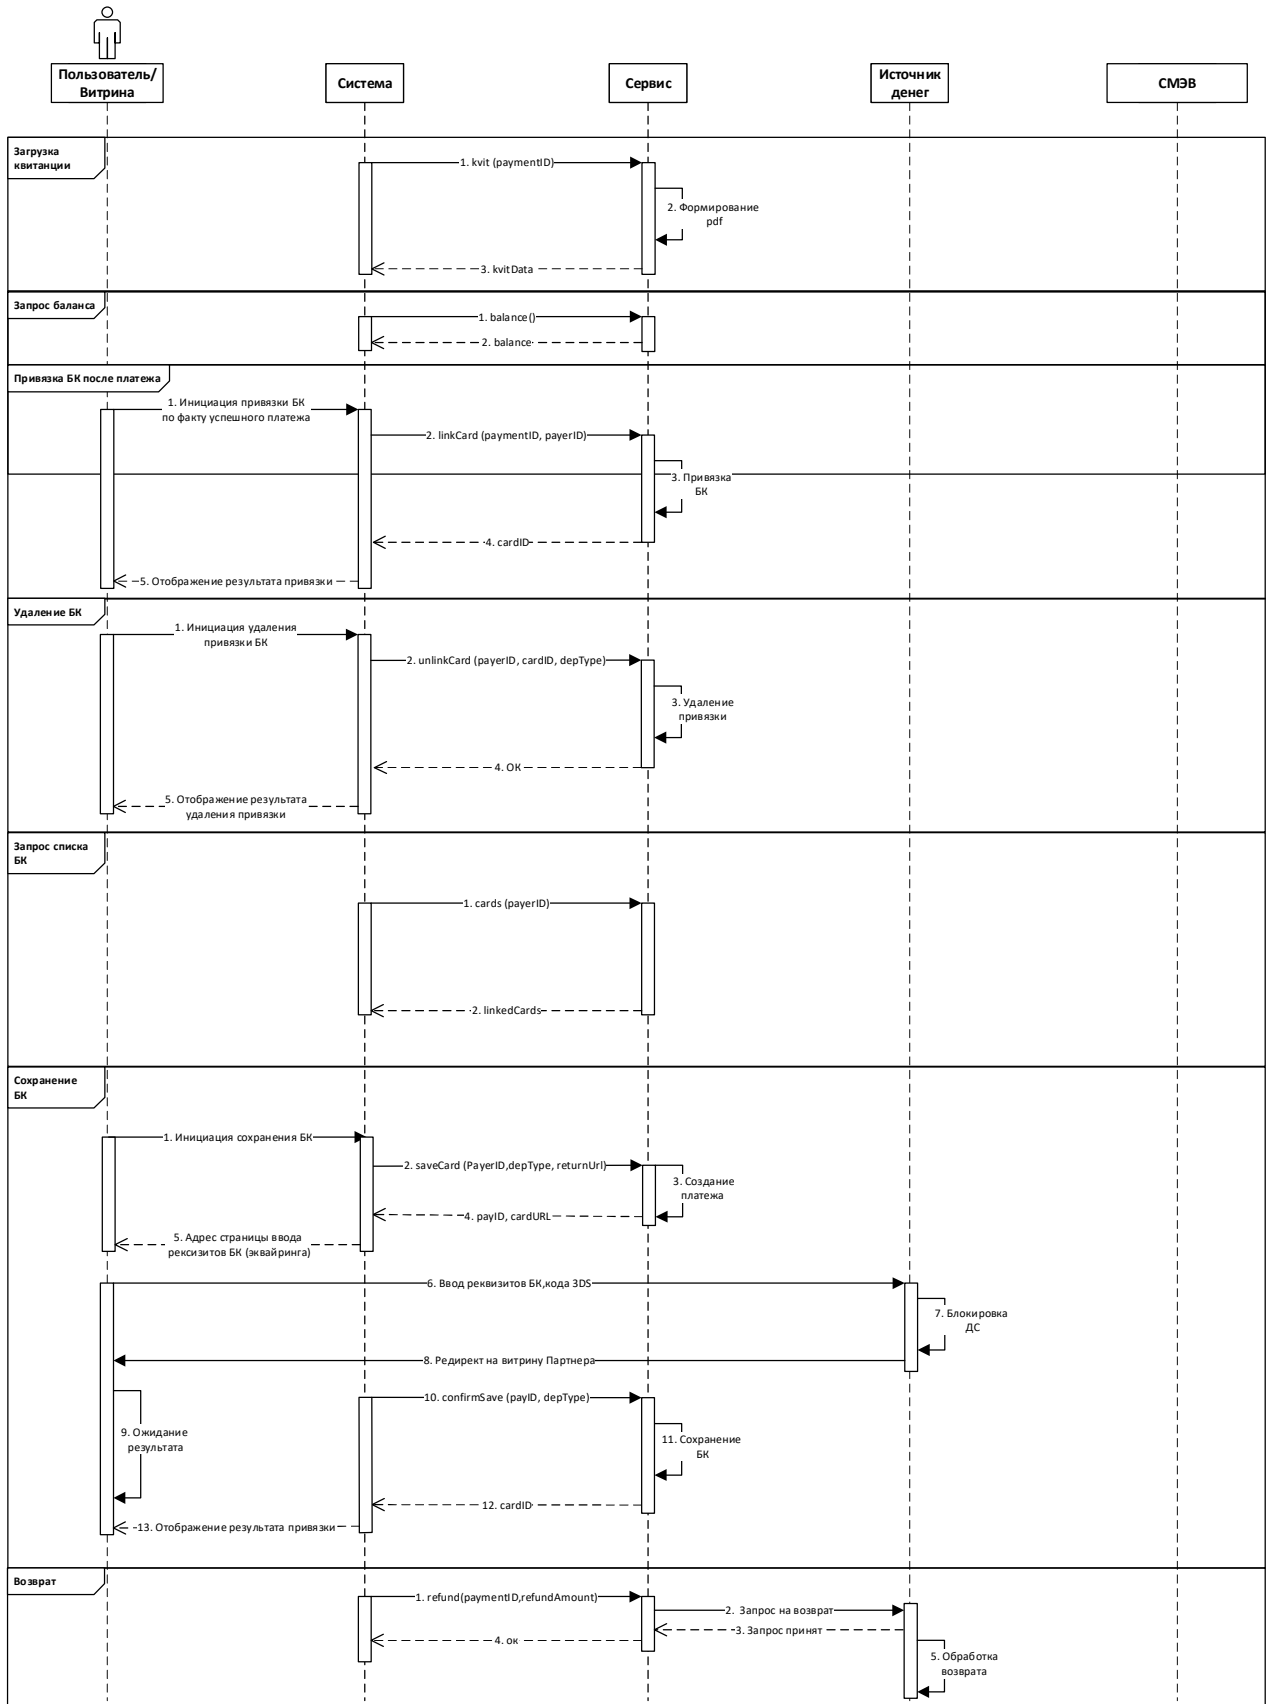 Пользователь/
Витрина
Система
Сервис
Источник
денег
СМЭВ
Загрузка
квитанции
1. kvit (paymentID)
2. Формирование
pdf
3. kvitData
Запрос баланса
1. balance()
2. balance
Привязка БК после платежа
1. Инициация привязки БК
по факту успешного платежа
2. linkCard (paymentID, payerID)
3. Привязка
БК
4. cardID
5. Отображение результата привязки
Удаление БК
1. Инициация удаления
привязки БК
2. unlinkCard (payerID, cardID, depType)
3. Удаление
привязки
4. ОК
5. Отображение результата
удаления привязки
Запрос списка
БК
1. cards (payerID)
2. linkedCards
Сохранение
БК
1. Инициация сохранения БК
2. saveCard (PayerID,depType, returnUrl)
3. Создание
платежа
4. payID, cardURL
5. Адрес страницы ввода
рексизитов БК (эквайринга)
6. Ввод реквизитов БК,кода 3DS
7. Блокировка
ДС
8. Редирект на витрину Партнера
10. confirmSave (payID, depType)
9. Ожидание
результата
11. Сохранение
БК
12. cardID
13. Отображение результата привязки
Возврат
1. refund(paymentID,refundAmount)
2. Запрос на возврат
3. Запрос принят
4. ок
5. Обработка
возврата